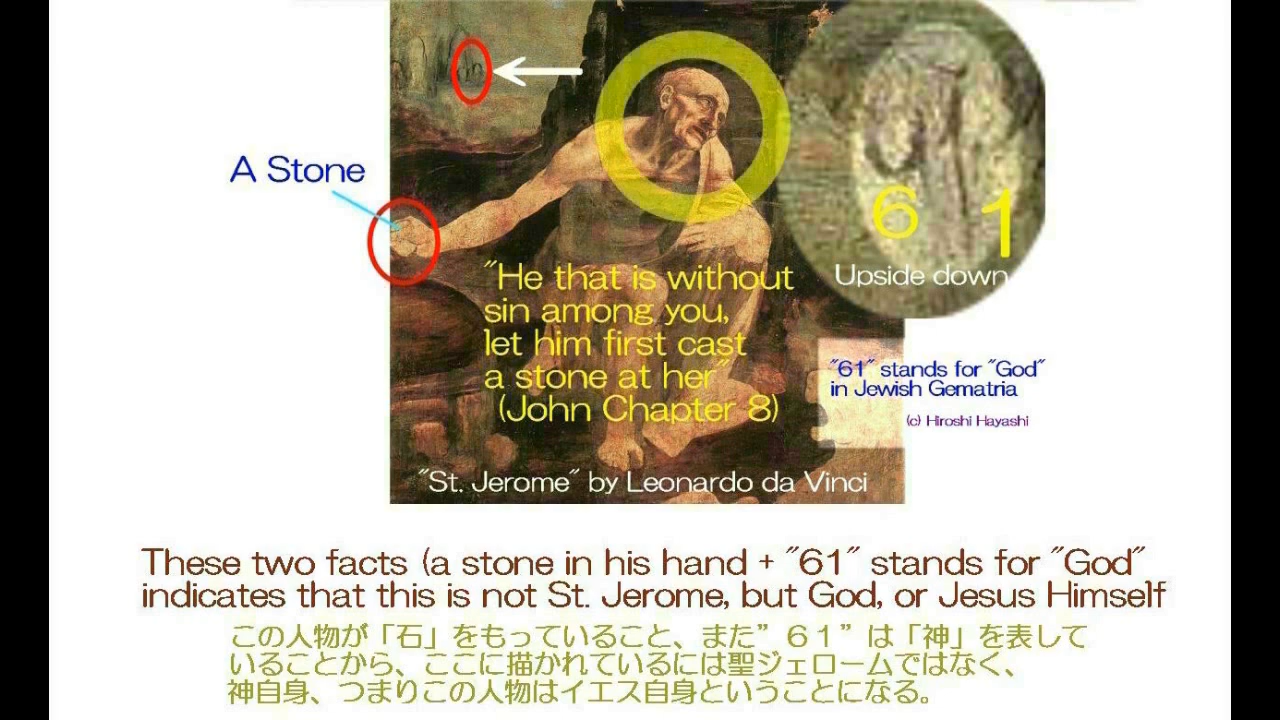 A Stone
"He that is without
sin among you,
let him first cast
a stone at her"
(John Chapter 8)
6 1
Upside down
"61" stands for "God"
in Jewish Gematria
(c) Hiroshi Hayashi
"St. Jerome" by Leonardo da Vinci
These two facts (a stone in his hand + "61" stands for "God"
indicates that this is not St. Jerome, but God, or Jesus Himself
この人物が「石」をもっていること、また”６１”は「神」を表して
いることから、ここに描かれているには聖ジェロームではなく、
神自身、つまりこの人物はイエス自身ということになる。